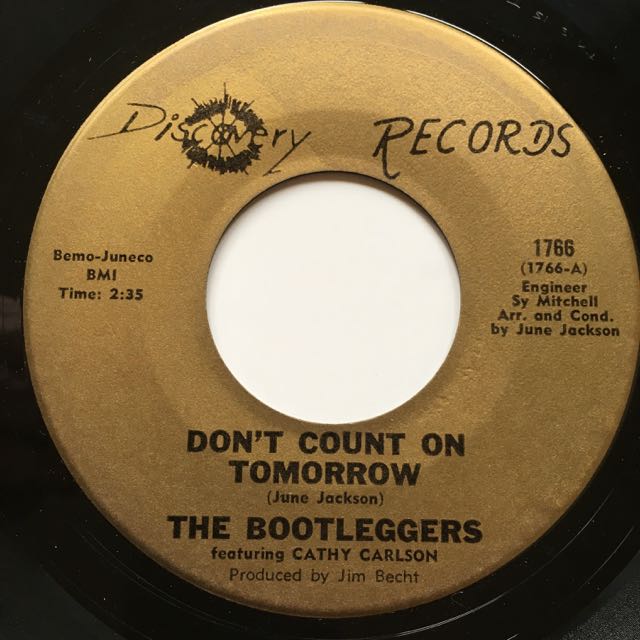 Discovery RECORDS
Bemo-Juneco
BMI
Time: 2:35
1766
(1766-A)
Engineer
Sy Mitchell
Arr. and Cond.
by June Jackson
DON'T COUNT ON
TOMORROW
(June Jackson)
THE BOOTLEGGERS
featuring CATHY CARLSON
Produced by Jim Becht